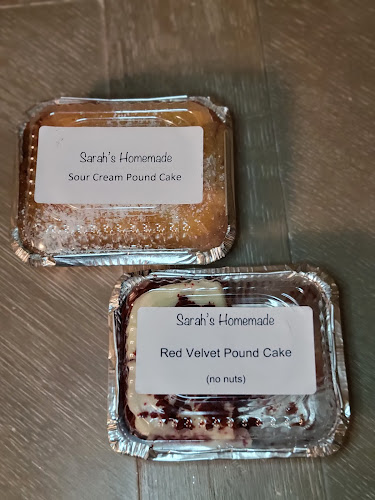 Sarah's Homemade
Sour Cream Pound Cake
Sarah's Homemade
Red Velvet Pound Cake
(no nuts)